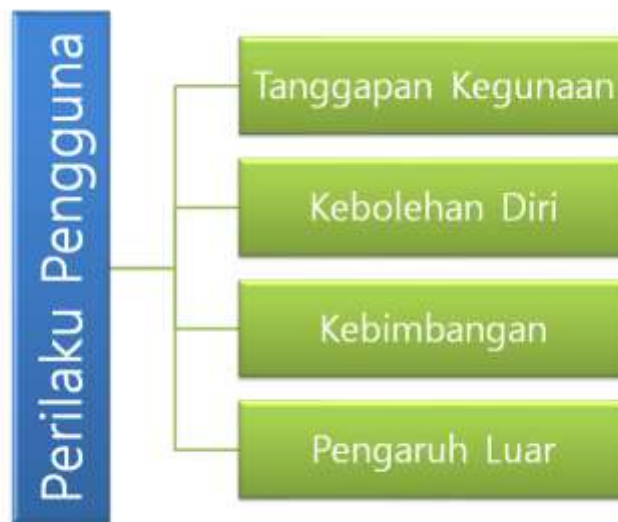 Perilaku Pengguna
Tanggapan Kegunaan
Kebolehan Diri
Kebimbangan
Pengaruh Luar